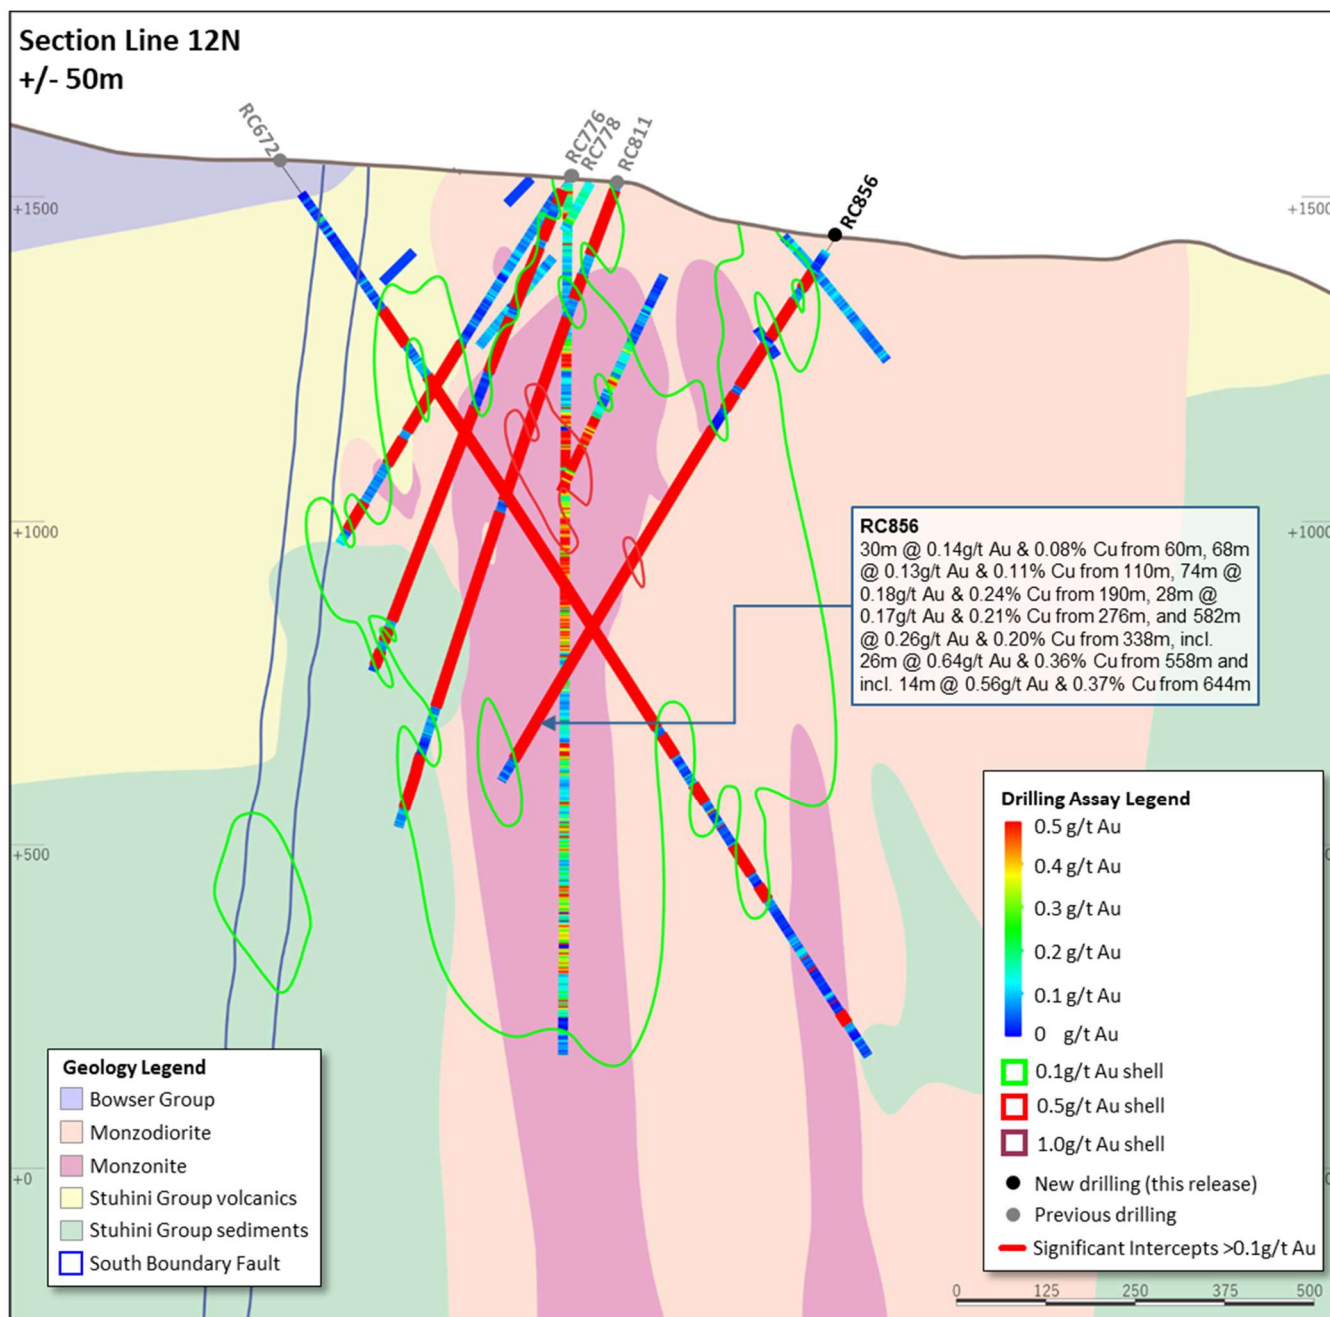 Section Line 12N
+/- 50m
RC672
RC776
RC778
RC811
RC856
+1500
+1500
+1000
+1000
RC856
30m @ 0.14g/t Au & 0.08% Cu from 60m, 68m
@ 0.13g/t Au & 0.11% Cu from 110m, 74m @
0.18g/t Au & 0.24% Cu from 190m, 28m @
0.17g/t Au & 0.21% Cu from 276m, and 582m
@ 0.26g/t Au & 0.20% Cu from 338m, incl.
26m @ 0.64g/t Au & 0.36% Cu from 558m and
incl. 14m @ 0.56g/t Au & 0.37% Cu from 644m
+500
+0
Geology Legend
Bowser Group
Monzodiorite
Monzonite
Stuhini Group volcanics
Stuhini Group sediments
South Boundary Fault
Drilling Assay Legend
0.5 g/t Au
0.4 g/t Au
0.3 g/t Au
0.2 g/t Au
0.1 g/t Au
0 g/t Au
0.1g/t Au shell
0.5g/t Au shell
1.0g/t Au shell
New drilling (this release)
Previous drilling
Significant Intercepts >0.1g/t Au
0 125 250 375 500